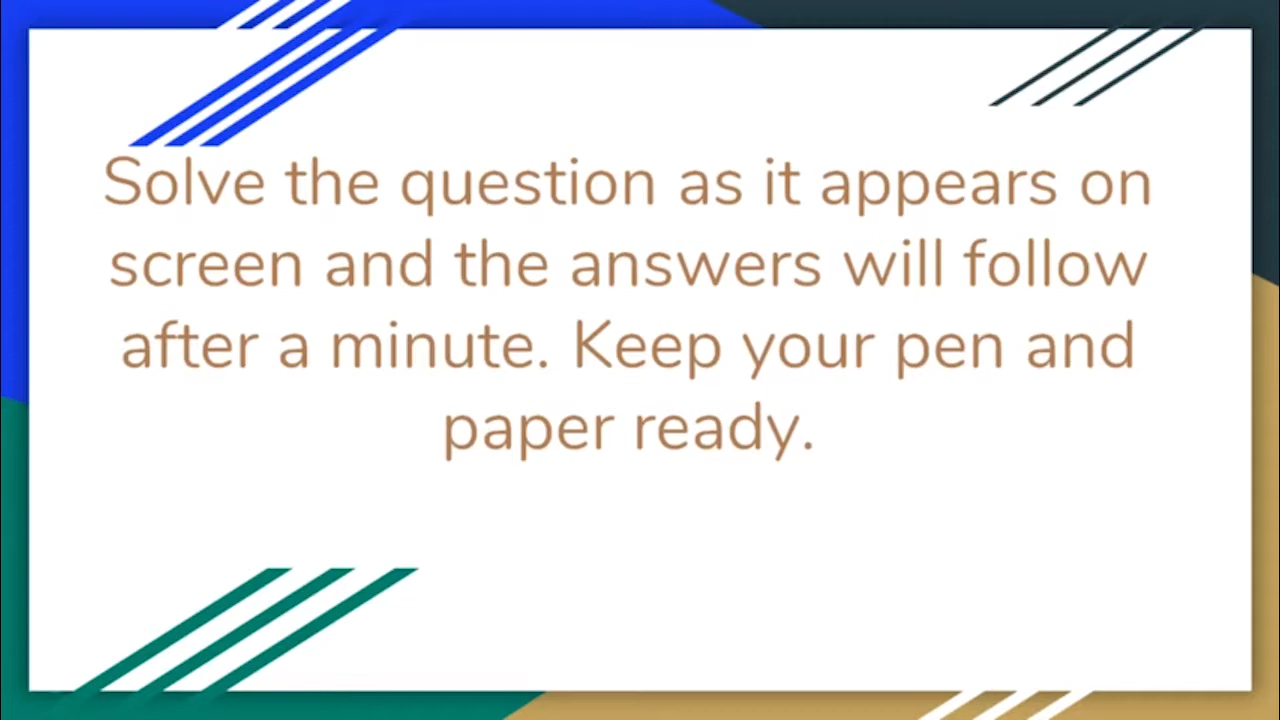 Solve the question as it appears on
screen and the answers will follow
after a minute. Keep your pen and
paper ready.